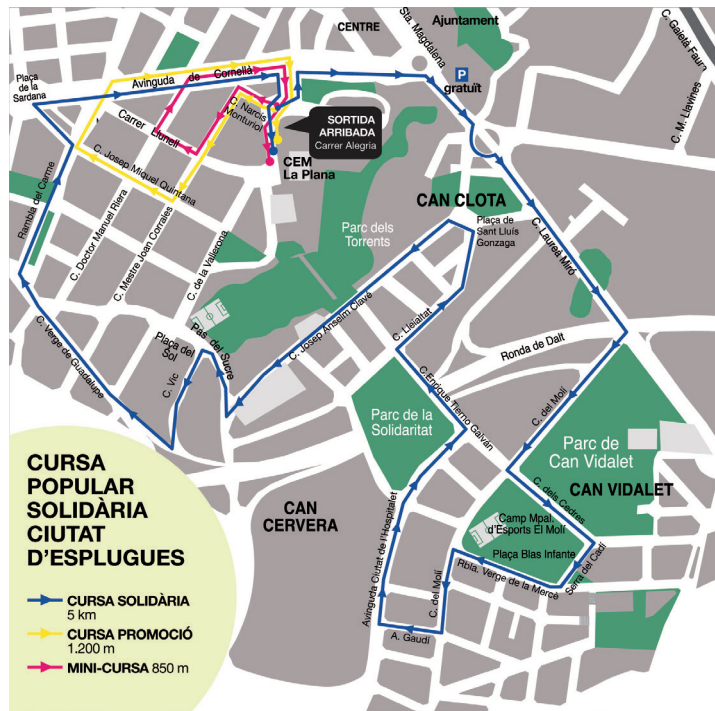 CENTRE
Sta. Magdalena
Ajuntament
C. Gaietà Faura
C. M. Llavines
P
gratuït
Plaça
de la
Sardana
Avinguda de Cornellà
C. Narcís
Monturiol
Carrer Llunell
SORTIDA
ARRIBADA
Carrer Alegria
CEM
La Plana
C. Josep Miquel Quintana
Rambla del Carme
C. Doctor Manuel Riera
C. Mestre Joan Corrales
C. de la Vallerona
Parc dels
Torrents
CAN CLOTA
Plaça de
Sant Lluís
Gonzaga
C. Laureà Miró
C. Verge de Guadalupe
Plaça del
Sol
C. Vic
Pas. del Sucre
C. Josep Anselm Clavé
C. Lleialtat
Ronda de Dalt
C. Enrique Tierno Galván
C. del Molí
Parc de la
Solidaritat
Parc de
Can Vidalet
CAN VIDALET
C. dels Cedres
Camp Mpal.
d'Esports El Molí
Plaça Blas Infante
Serra del Cadí
Rbla. Verge de la Mercè
CAN
CERVERA
Avinguda Ciutat de l'Hospitalet
C. del Molí
A. Gaudí
CURSA
POPULAR
SOLIDÀRIA
CIUTAT
D'ESPLUGUES
CURSA SOLIDÀRIA
5 km
CURSA PROMOCIÓ
1.200 m
MINI-CURSA 850 m